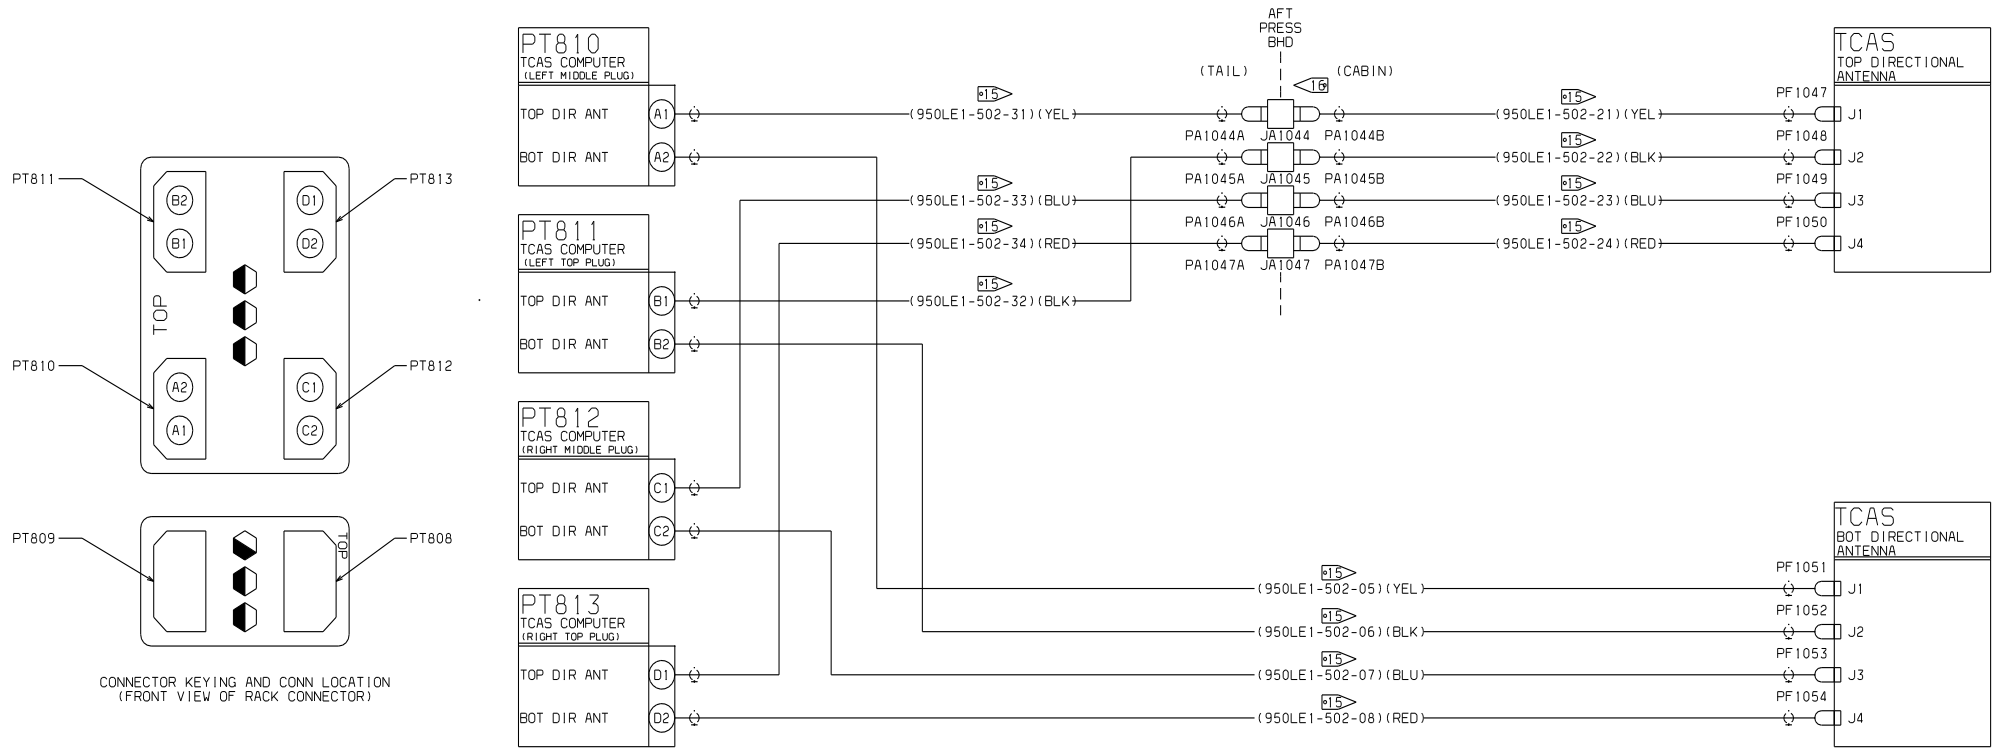 PT811
B2
B1
D1
D2
PT813
TOP
PT810
A2
A1
C1
C2
PT812
PT809
TOP
PT808
CONNECTOR KEYING AND CONN LOCATION
(FRONT VIEW OF RACK CONNECTOR)
PT810
TCAS COMPUTER
(LEFT MIDDLE PLUG)
TOP DIR ANT
A1
BOT DIR ANT
A2
PT811
TCAS COMPUTER
(LEFT TOP PLUG)
TOP DIR ANT
B1
BOT DIR ANT
B2
PT812
TCAS COMPUTER
(RIGHT MIDDLE PLUG)
TOP DIR ANT
C1
BOT DIR ANT
C2
PT813
TCAS COMPUTER
(RIGHT TOP PLUG)
TOP DIR ANT
D1
BOT DIR ANT
D2
15
(950LE1-502-31)(YEL)
15
(950LE1-502-33)(BLU)
15
(950LE1-502-34)(RED)
15
(950LE1-502-32)(BLK)
AFT
PRESS
BHD
(TAIL)
(CABIN)
16
PA1044A JA1044 PA1044B
PA1045A JA1045 PA1045B
PA1046A JA1046 PA1046B
PA1047A JA1047 PA1047B
15
(950LE1-502-21)(YEL)
15
(950LE1-502-22)(BLK)
15
(950LE1-502-23)(BLU)
15
(950LE1-502-24)(RED)
TCAS
TOP DIRECTIONAL
ANTENNA
PF1047
J1
PF1048
J2
PF1049
J3
PF1050
J4
15
(950LE1-502-05)(YEL)
15
(950LE1-502-06)(BLK)
15
(950LE1-502-07)(BLU)
15
(950LE1-502-08)(RED)
TCAS
BOT DIRECTIONAL
ANTENNA
PF1051
J1
PF1052
J2
PF1053
J3
PF1054
J4